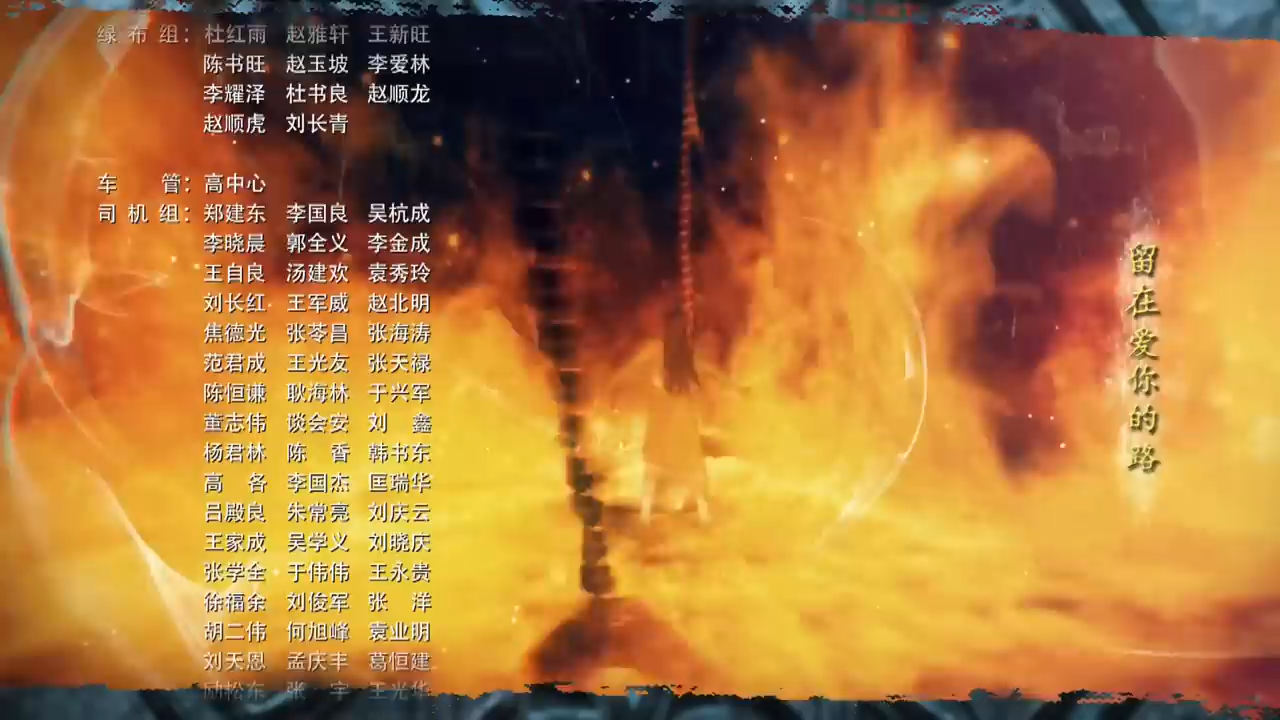 绿布组：杜红雨 赵雅轩 王新旺
陈书旺 赵玉坡 李爱林
李耀泽 杜书良 赵顺龙
赵顺虎 刘长青
车管：高中心
司机组：郑建东 李国良 吴杭成
李晓晨 郭全义 李金成
王自良 汤建欢 袁秀玲
刘长红 王军威 赵北明
焦德光 张苓昌 张海涛
范君成 王光友 张天禄
陈恒谦 耿海林 于兴军
董志伟 谈会安 刘鑫
杨君林 陈香 韩书东
高各 李国杰 匡瑞华
吕殿良 朱常亮 刘庆云
王家成 吴学义 刘晓庆
张学全 于伟伟 王永贵
徐福余 刘俊军 张洋
胡二伟 何旭峰 袁业明
刘天恩 孟庆丰 葛恒建
励松东 张宇 王光华
留在爱你的路